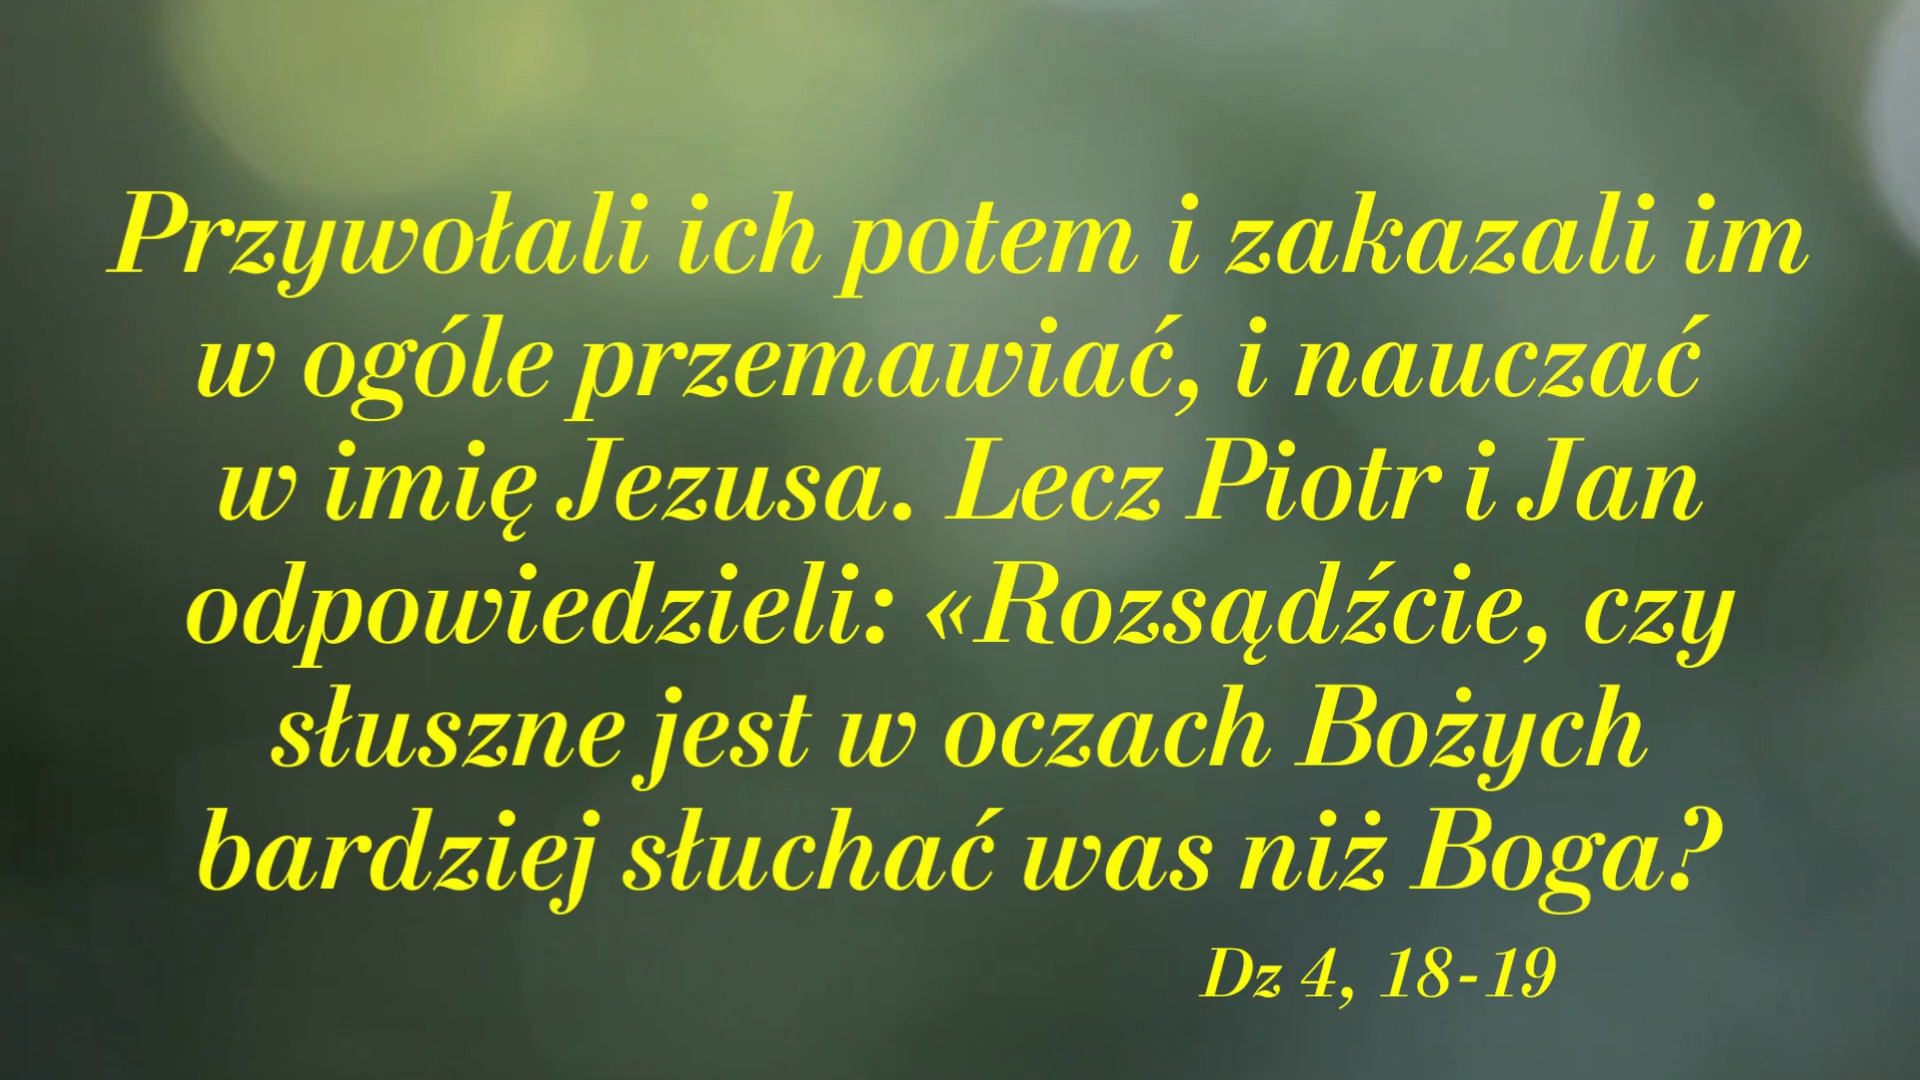 Przywołali ich potem i zakazali im
w ogóle przemawiać, i nauczać
w imię Jezusa. Lecz Piotr i Jan
odpowiedzieli: «Rozsądźcie, czy
słuszne jest w oczach Bożych
bardziej słuchać was niż Boga?
Dz 4, 18-19